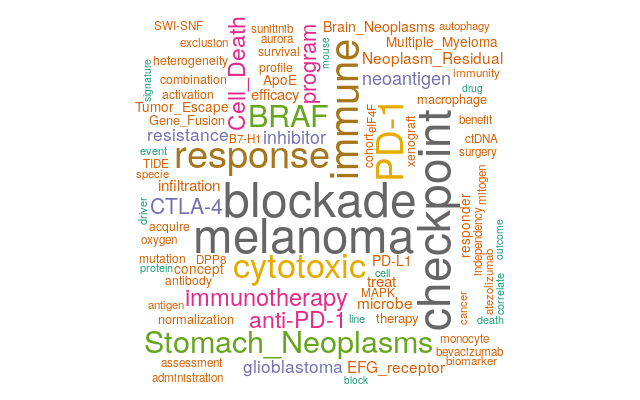 SWI-SNF
sunitinib
Brain_Neoplasms
autophagy
exclusion
aurora
Multiple_Myeloma
heterogeneity
survival
mouse
Neoplasm_Residual
signature
combination
profile
program
immune
neoantigen
immunity
activation
Cell_Death
ApoE
efficacy
drug
Tumor_Escape
BRAF
macrophage
Gene_Fusion
eIF4F
PD-1
benefit
resistance
B7-H1
inhibitor
cohort
xenograft
checkpoint
ctDNA
event
response
surgery
TIDE
specie
infiltration
mitogen
driver
CTLA-4
blockade
responder
independency
acquire
melanoma
outcome
oxygen
mutation
DPP8
cytotoxic
PD-L1
protein
concept
cell
antibody
treat
atezolizumab
correlate
immunotherapy
MAPK
antigen
microbe
cancer
normalization
anti-PD-1
line
therapy
death
Stomach_Neoplasms
monocyte
bevacizumab
assessment
glioblastoma
EFG_receptor
biomarker
administration
block